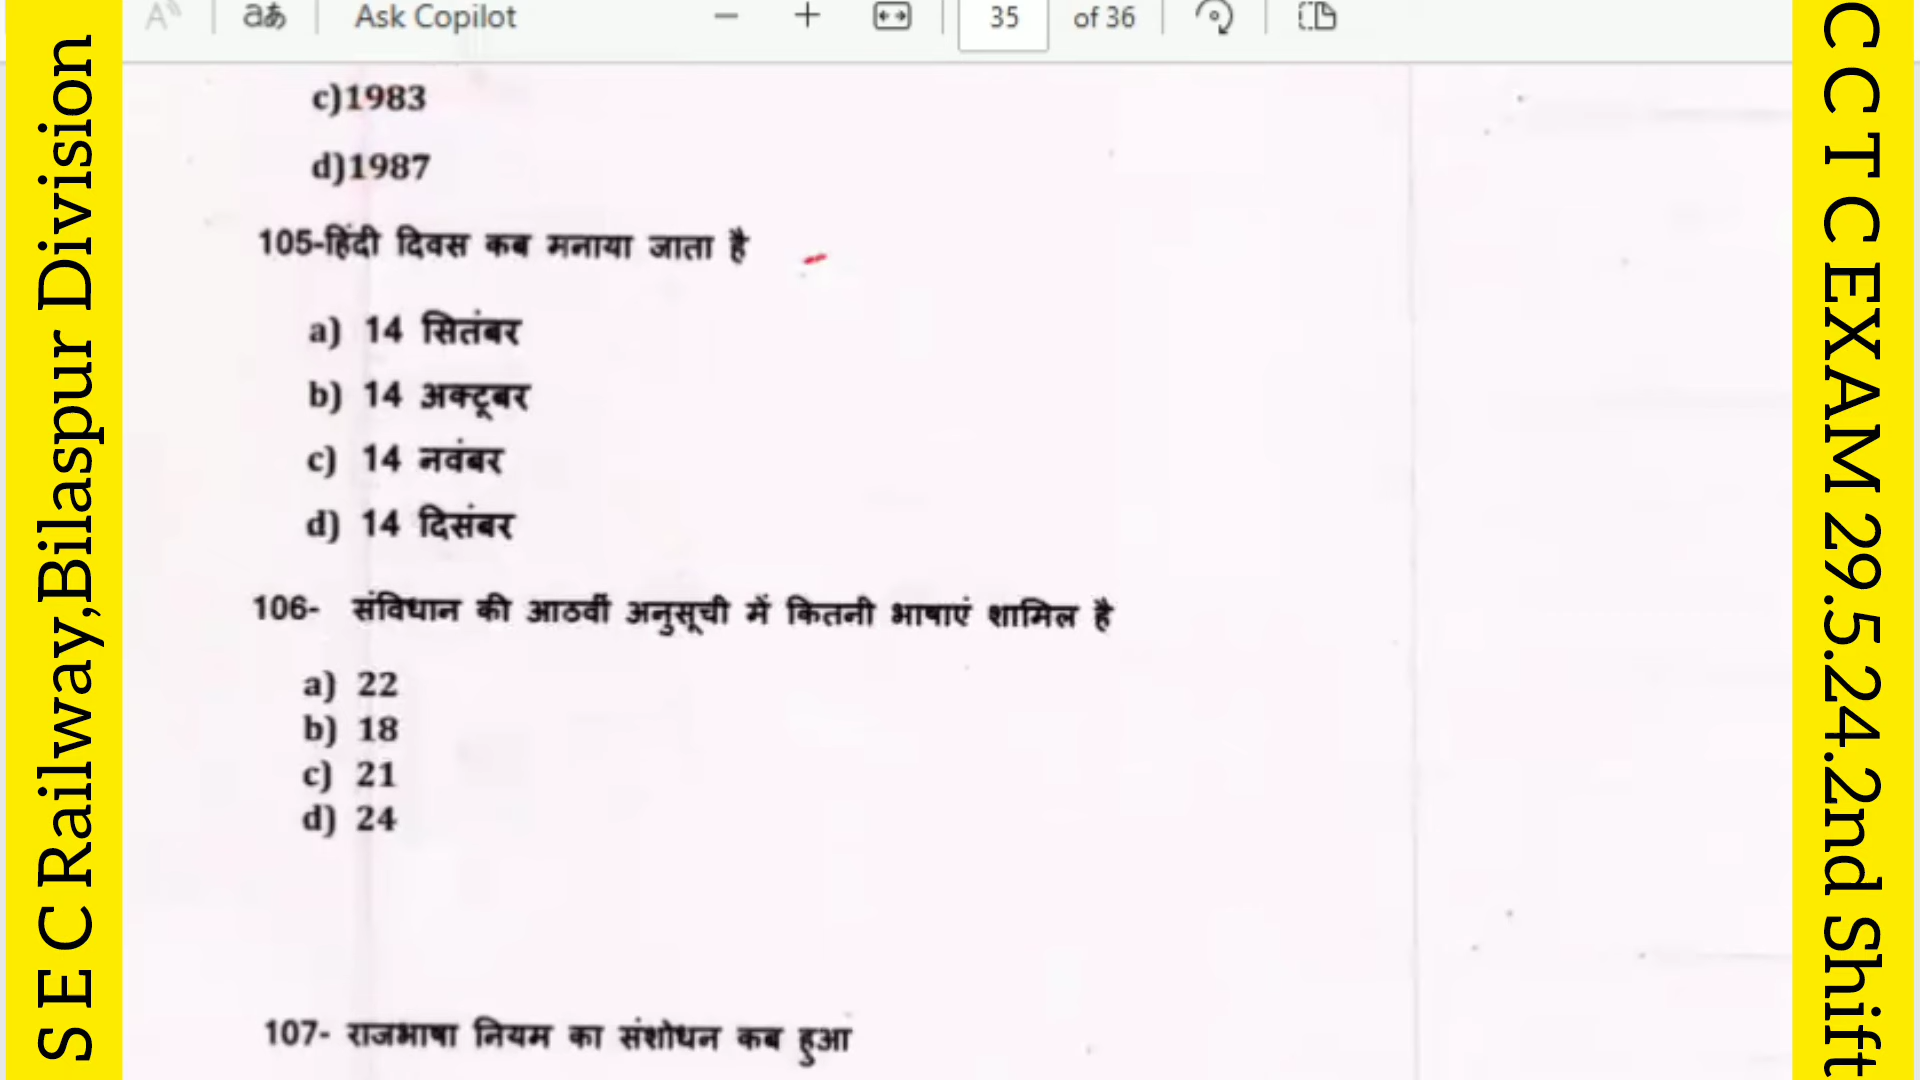 Ask Copilot
35 of 36
S E C Railway,Bilaspur Division
c)1983
d)1987
105-हिंदी दिवस कब मनाया जाता है
a) 14 सितंबर
b) 14 अक्टूबर
c) 14 नवंबर
d) 14 दिसंबर
106- संविधान की आठवीं अनुसूची में कितनी भाषाएं शामिल है
a) 22
b) 18
c) 21
d) 24
107- राजभाषा नियम का संशोधन कब हुआ
C C T C EXAM 29.5.24.2nd Shift